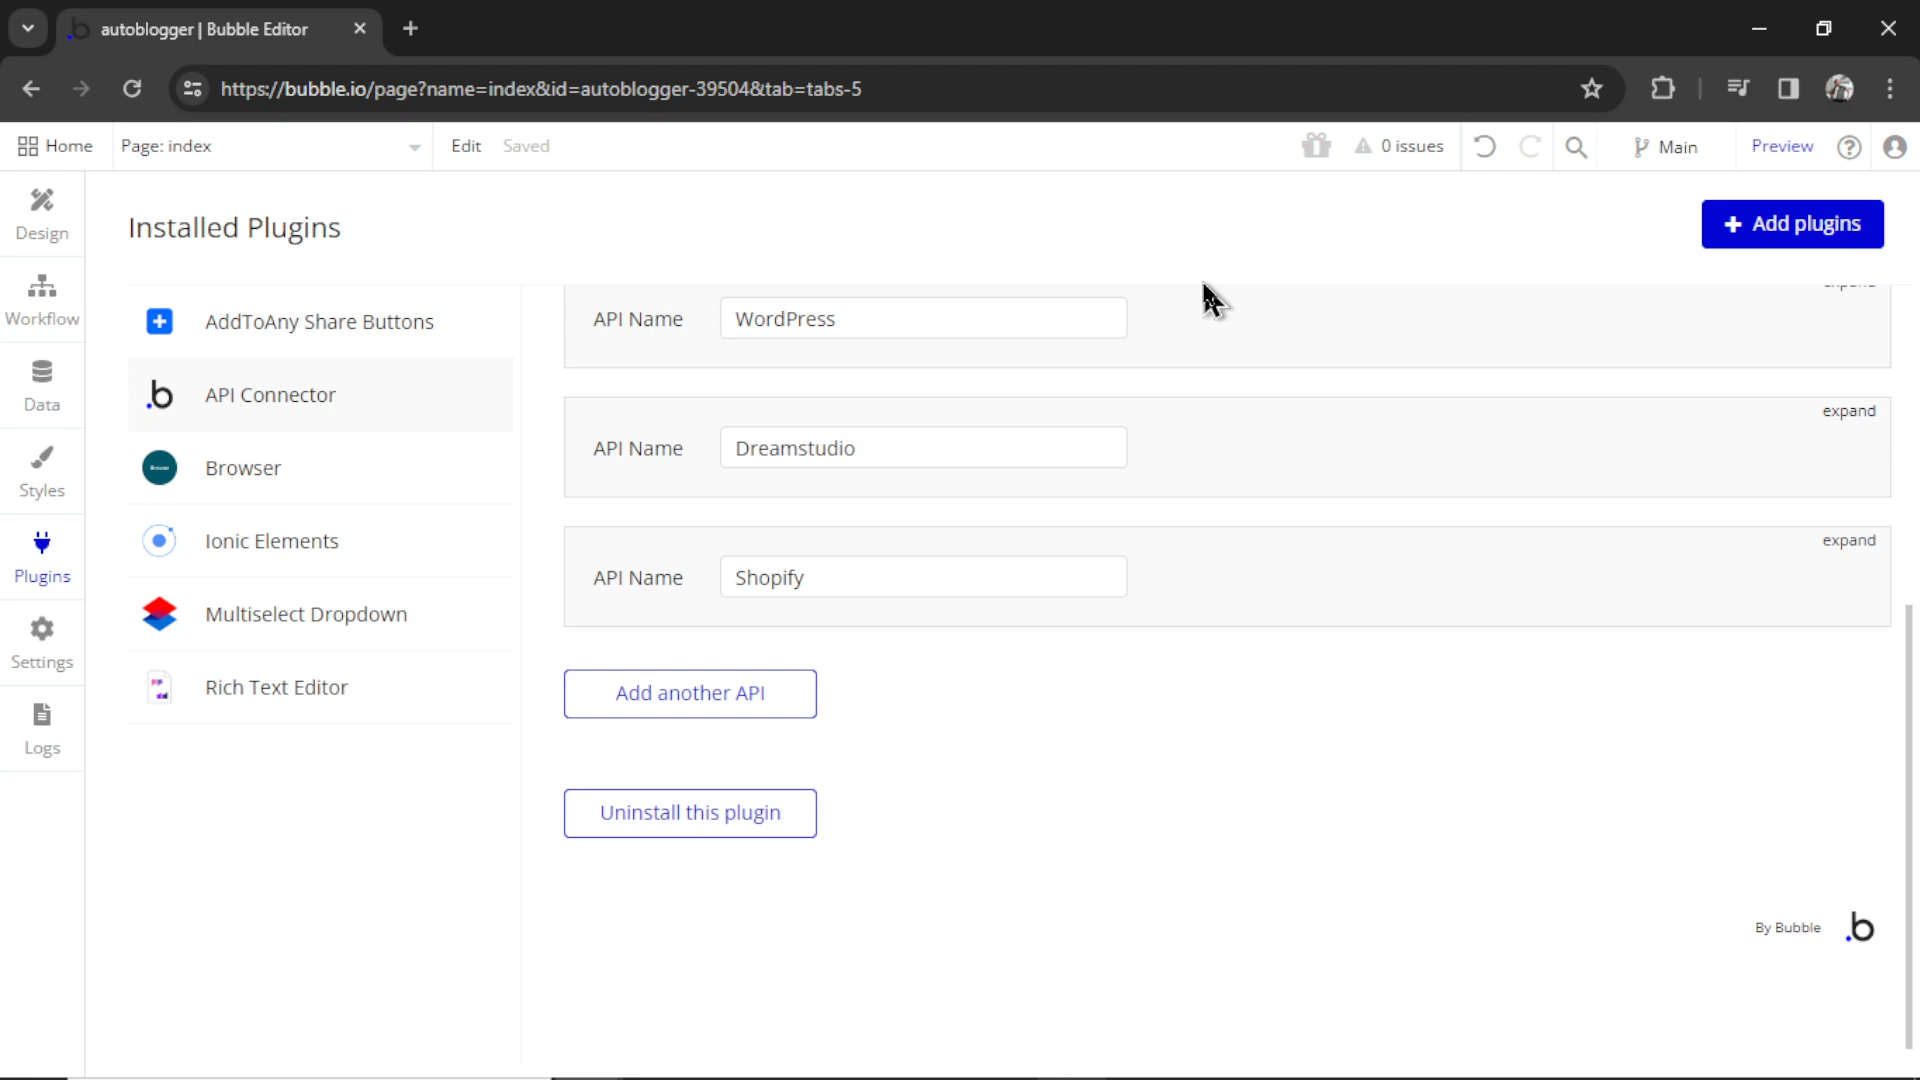 autoblogger | Bubble Editor
https://bubble.io/page?name=index&id=autoblogger-39504&tab=tabs-5
Home
Page: index
Edit
Saved
0 issues
Main
Preview
Design
Workflow
Data
Styles
Plugins
Settings
Logs
Installed Plugins
Add plugins
AddToAny Share Buttons
API Connector
Browser
Ionic Elements
Multiselect Dropdown
Rich Text Editor
API Name WordPress
expand
API Name Dreamstudio
expand
API Name Shopify
Add another API
Uninstall this plugin
By Bubble .b